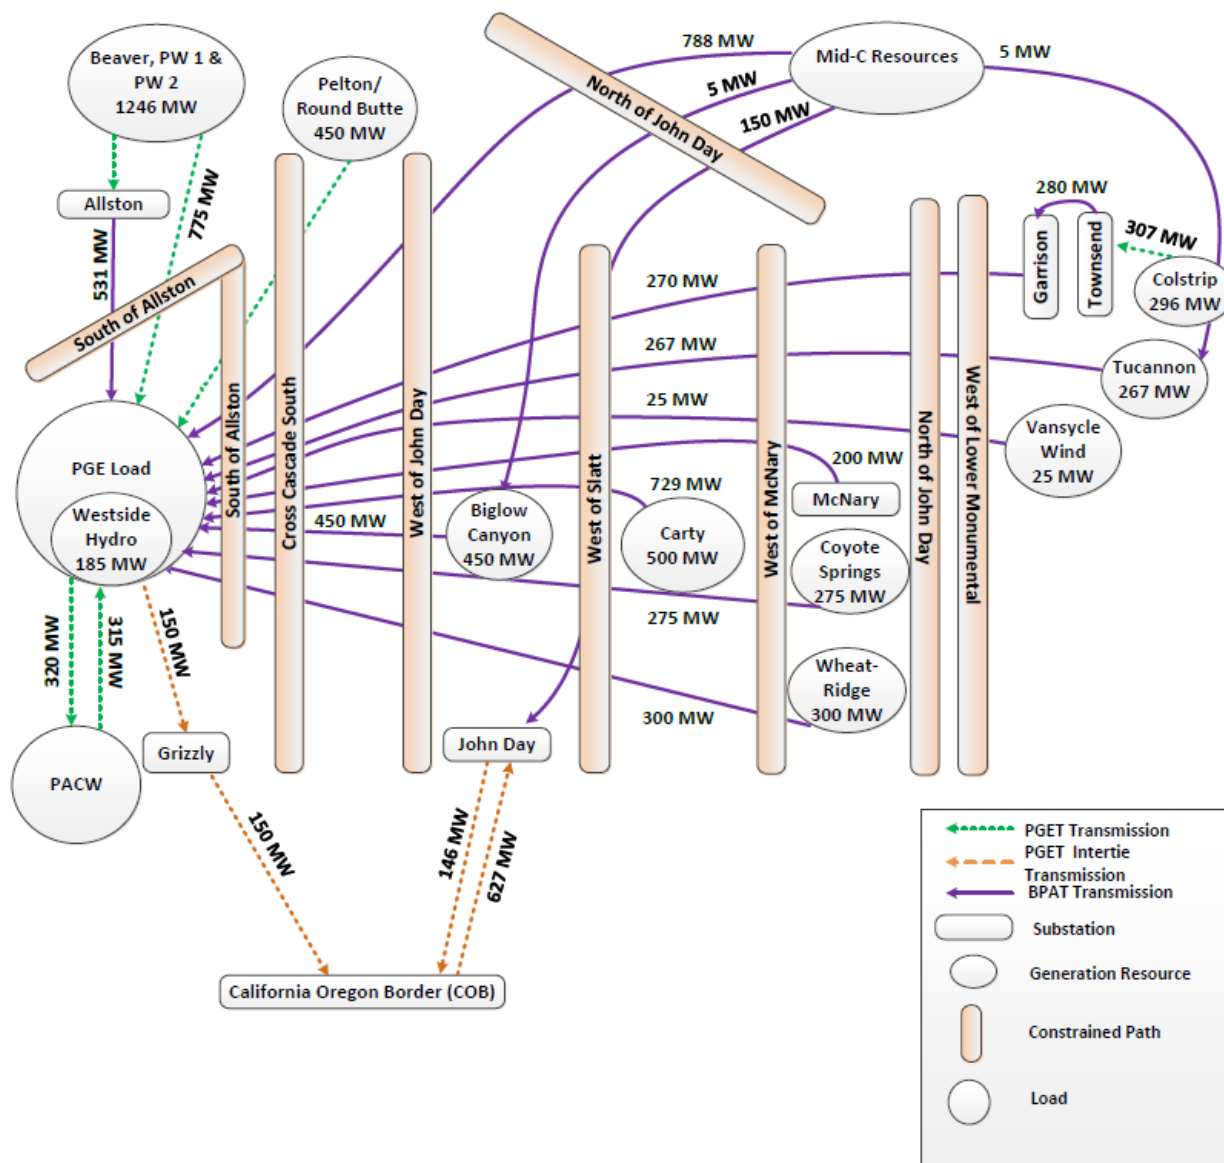 Beaver, PW 1 &
PW 2
1246 MW
Pelton/
Round Butte
450 MW
788 MW
5 MW
150 MW
Mid-C Resources
5 MW
North of John Day
Allston
531 MW
775 MW
South of Allston
South of Allston
Cross Cascade South
West of John Day
West of Slatt
West of McNary
North of John Day
West of Lower Monumental
280 MW
307 MW
Garrison
Townsend
Colstrip
296 MW
270 MW
267 MW
Tucannon
267 MW
25 MW
Vansycle
Wind
25 MW
200 MW
McNary
729 MW
Carty
500 MW
450 MW
Biglow
Canyon
450 MW
Coyote
Springs
275 MW
275 MW
Wheat-
Ridge
300 MW
300 MW
PGE Load
Westside
Hydro
185 MW
320 MW
315 MW
150 MW
PACW
Grizzly
John Day
150 MW
146 MW
627 MW
California Oregon Border (COB)
PGET Transmission
PGET Intertie
Transmission
BPAT Transmission
Substation
Generation Resource
Constrained Path
Load